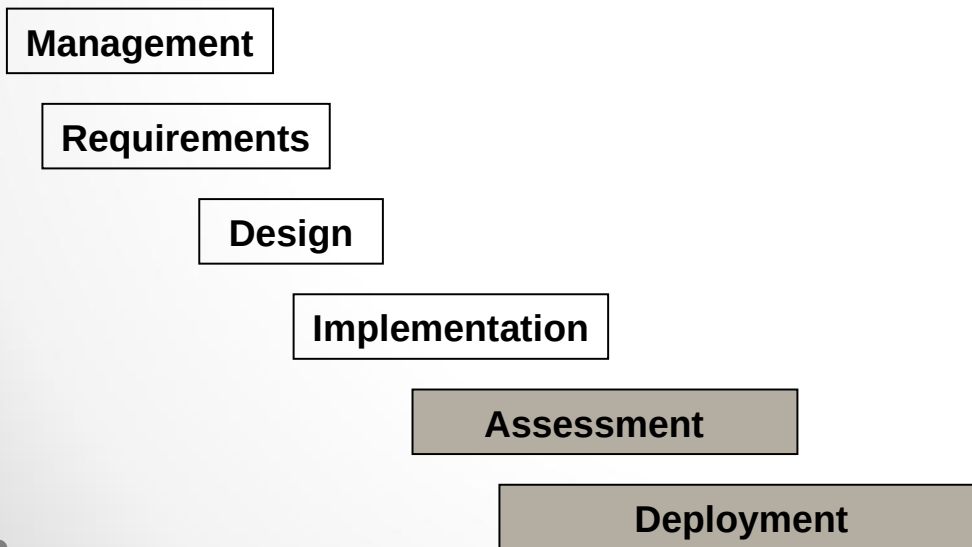 Management
Requirements
Design
Implementation
Assessment
Deployment